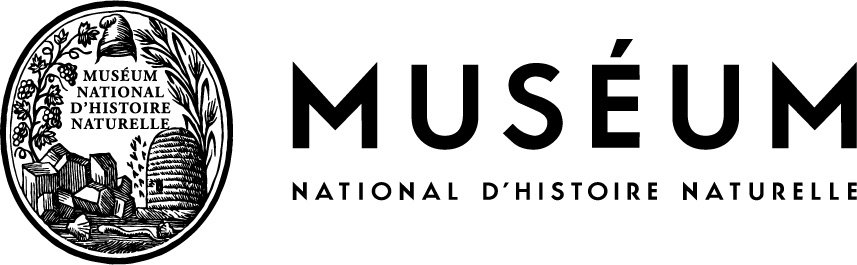 MUSÉUM
NATIONAL
D'HISTOIRE
NATURELLE
MUSÉUM
NATIONAL D'HISTOIRE NATURELLE